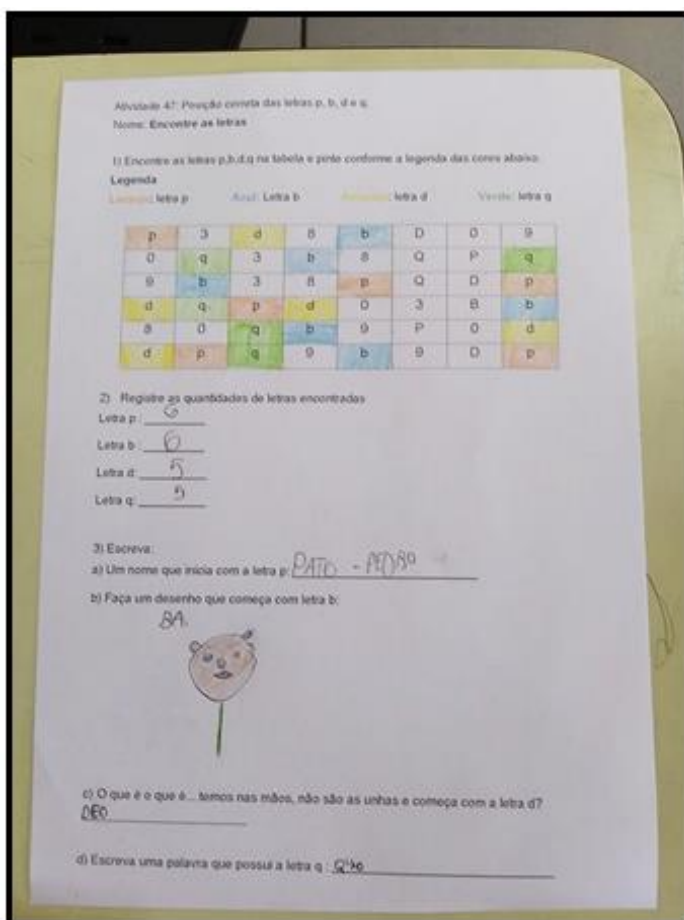 Atividade 47: Posição correta das letras p, b, d e q.
Nome: Encontre as letras
1) Encontre as letras p,b,d,q na tabela e pinte conforme a legenda das cores abaixo.
Legenda
Laranja: letra p Azul: Letra b Amarelo: letra d Verde: letra q
p 3 d 8 b D 0 9
0 q 3 b 8 Q P q
9 b 3 8 p Q D p
d q p d 0 3 B b
8 0 q b 9 P 0 d
d p q 9 b 9 D p
2) Registre as quantidades de letras encontradas
Letra p: 6
Letra b: 6
Letra d: 5
Letra q: 5
3) Escreva:
a) Um nome que inicia com a letra p: PATO - PEDRO
b) Faça um desenho que começa com letra b:
BA.
c) O que é o que é... temos nas mãos, não são as unhas e começa com a letra d?
DEO
d) Escreva uma palavra que possui a letra q :